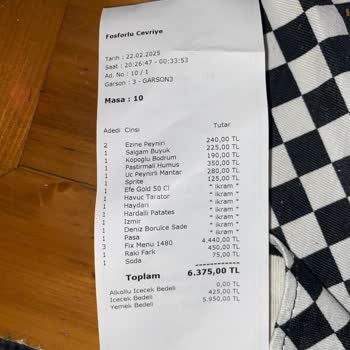 Fosforlu Cevriye
Tarih : 22.02.2025
Saat : 20:26:47 - 00:33:53
Ad. No : 10 / 1
Garson : 3 - GARSON3
Masa : 10
Adedi Cinsi Tutar
2 Ezine Peyniri 240,00 TL
1 Salgam Buyuk 225,00 TL
1 Kopoglu Bodrum 190,00 TL
1 Pastirmali Humus 350,00 TL
1 Uc Peynirli Mantar 280,00 TL
1 Sprite 125,00 TL
1 Efe Gold 50 Cl * ikram *
1 Havuc Tarator * ikram *
1 Haydari * ikram *
1 Hardalli Patates * ikram *
1 Izmir * ikram *
1 Deniz Borulce Sade * ikram *
1 Pasa * ikram *
3 Fix Menu 1480 4.440,00 TL
1 Raki Fark 450,00 TL
1 Soda 75,00 TL
------------
Toplam 6.375,00 TL
Alkollu Icecek Bedeli 0,00 TL
Icecek Bedeli 425,00 TL
Yemek Bedeli 5.950,00 TL